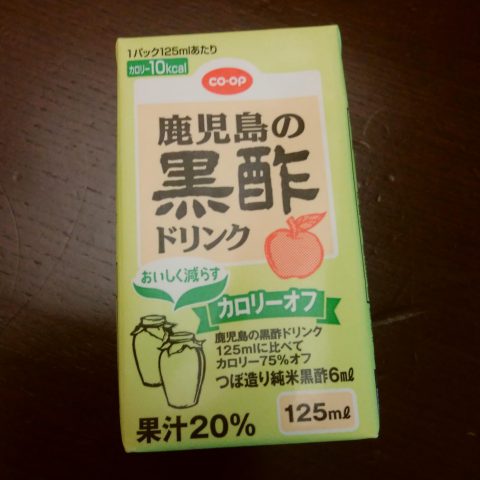 1パック125mlあたり
カロリー10kcal
CO-OP
鹿児島の
黒酢
ドリンク
おいしく減らす
カロリーオフ
鹿児島の黒酢ドリンク
125mlに比べて
カロリー75%オフ
つぼ造り純米黒酢6ml
果汁20%
125ml